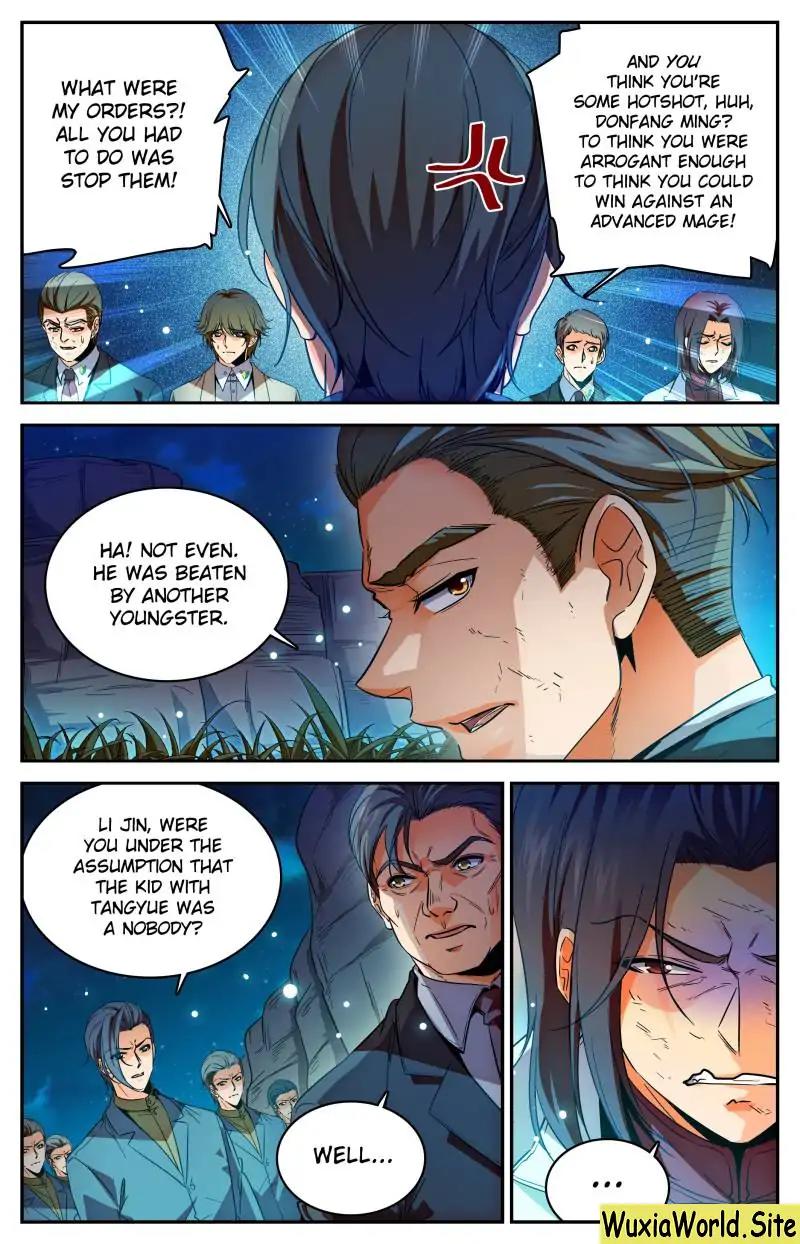 WHAT WERE
MY ORDERS?!
ALL YOU HAD
TO DO WAS
STOP THEM!
AND YOU
THINK YOU'RE
SOME HOTSHOT, HUH,
DONFANG MING?
TO THINK YOU WERE
ARROGANT ENOUGH
TO THINK YOU COULD
WIN AGAINST AN
ADVANCED MAGE!
HA! NOT EVEN.
HE WAS BEATEN
BY ANOTHER
YOUNGSTER.
LI JIN, WERE
YOU UNDER THE
ASSUMPTION THAT
THE KID WITH
TANGYUE WAS
A NOBODY?
WELL...
...
WuxiaWorld.Site